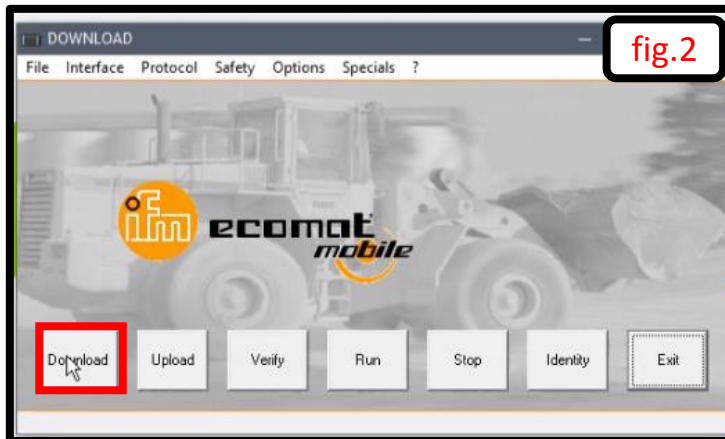 DOWNLOAD
fig.2
File Interface Protocol Safety Options Specials ?
ifm ecomat
mobile
Download Upload Verify Run Stop Identity Exit